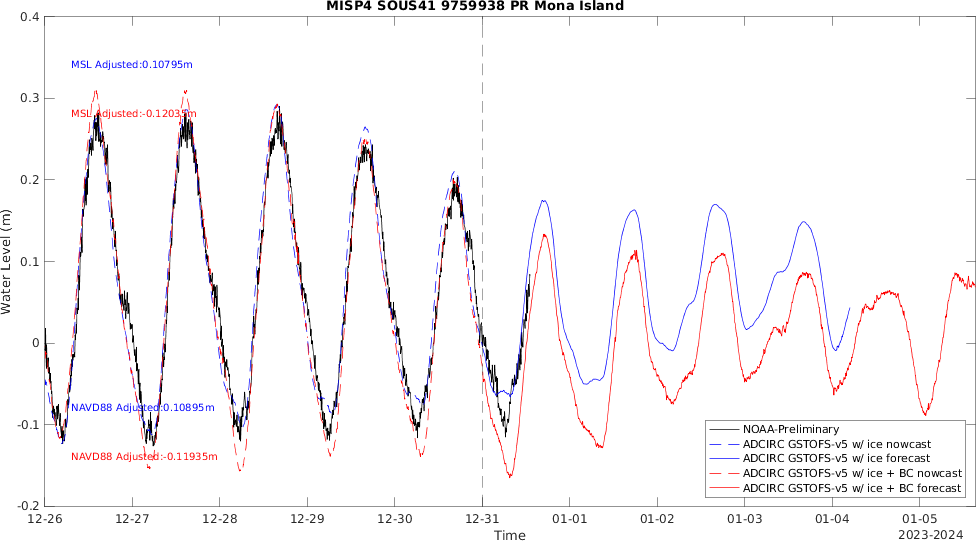 MISP4 SOUS41 9759938 PR Mona Island
0.4
0.3
0.2
0.1
0
-0.1
-0.2
Water Level (m)
MSL Adjusted:0.10795m
MSL Adjusted:-0.1203 m
NAVD88 Adjusted:0.10895m
NAVD88 Adjusted:-0.11935m
NOAA-Preliminary
ADCIRC GSTOFS-v5 w/ ice nowcast
ADCIRC GSTOFS-v5 w/ ice forecast
ADCIRC GSTOFS-v5 w/ ice + BC nowcast
ADCIRC GSTOFS-v5 w/ ice + BC forecast
12-26 12-27 12-28 12-29 12-30 12-31 01-01 01-02 01-03 01-04 01-05
2023-2024
Time